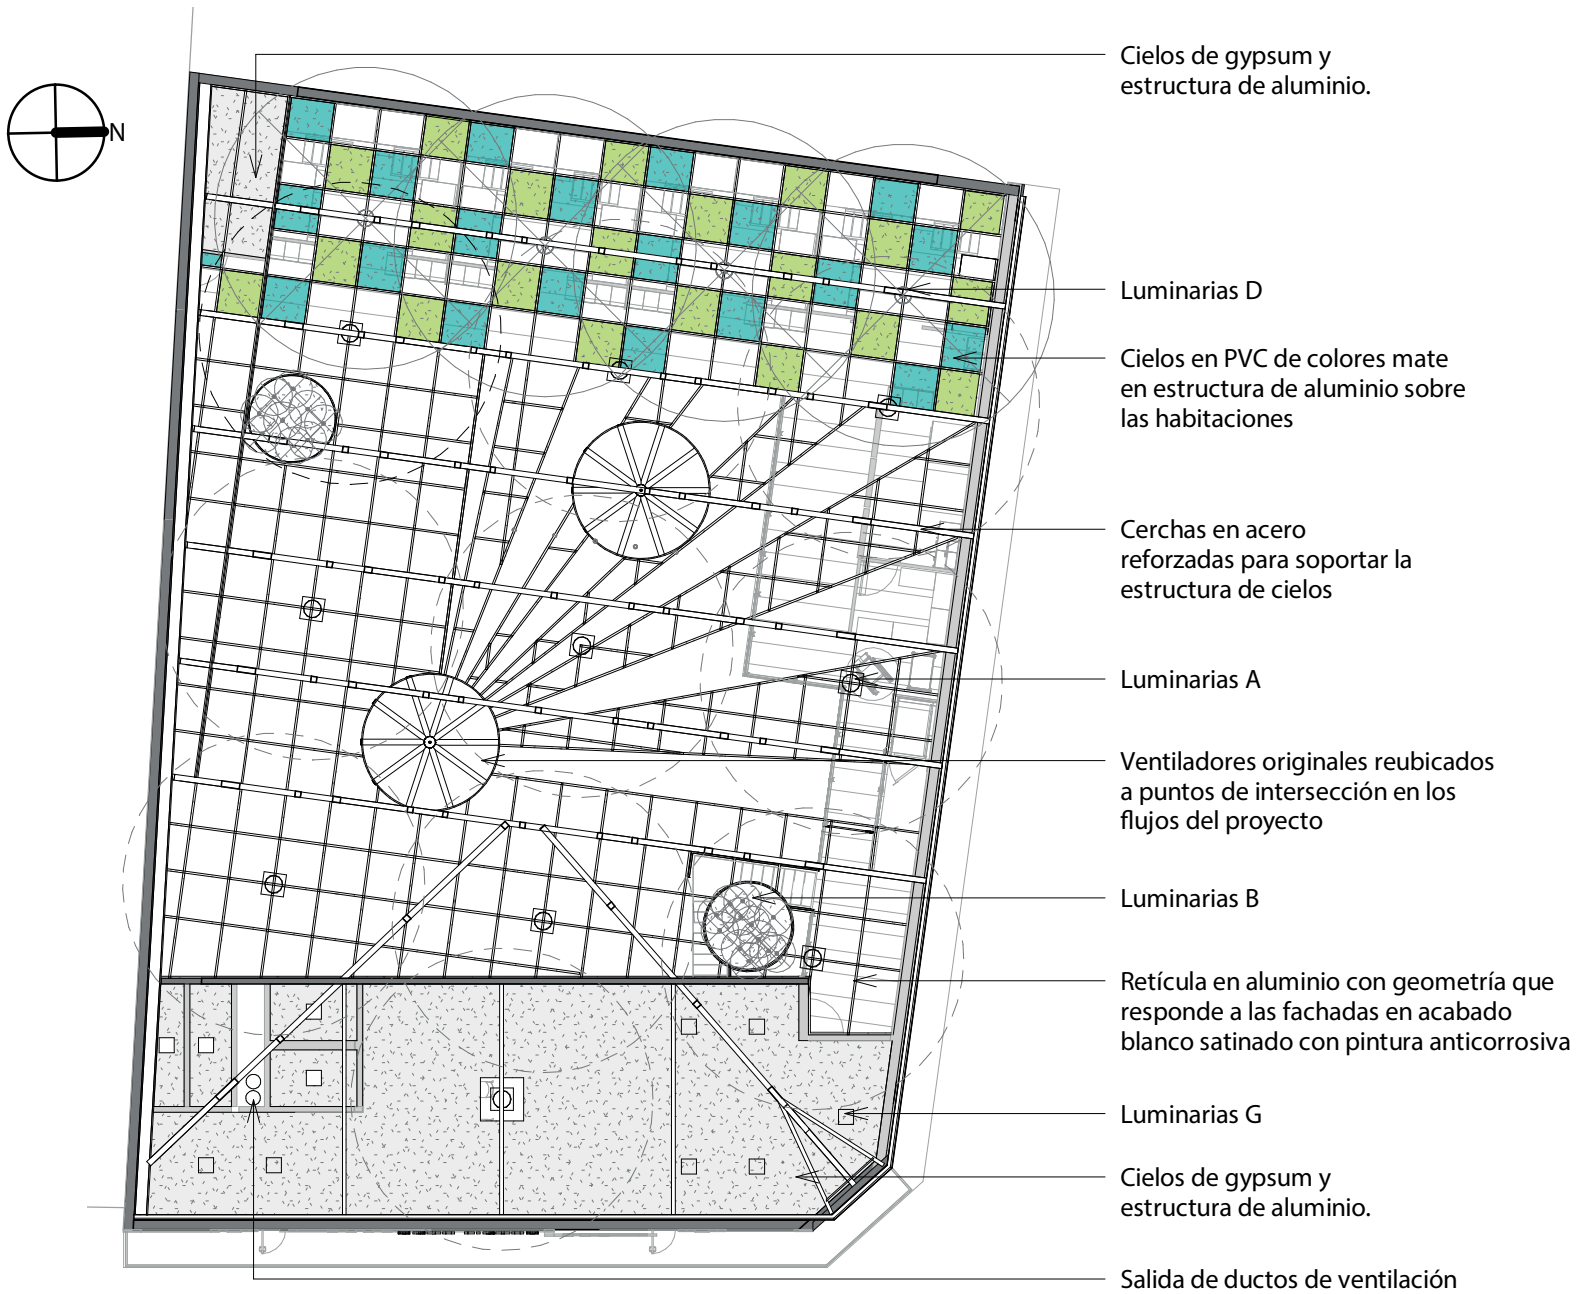 Cielos de gypsum y
estructura de aluminio.
N
Luminarias D
Cielos en PVC de colores mate
en estructura de aluminio sobre
las habitaciones
Cerchas en acero
reforzadas para soportar la
estructura de cielos
Luminarias A
Ventiladores originales reubicados
a puntos de intersección en los
flujos del proyecto
Luminarias B
Retícula en aluminio con geometría que
responde a las fachadas en acabado
blanco satinado con pintura anticorrosiva
Luminarias G
Cielos de gypsum y
estructura de aluminio.
Salida de ductos de ventilación